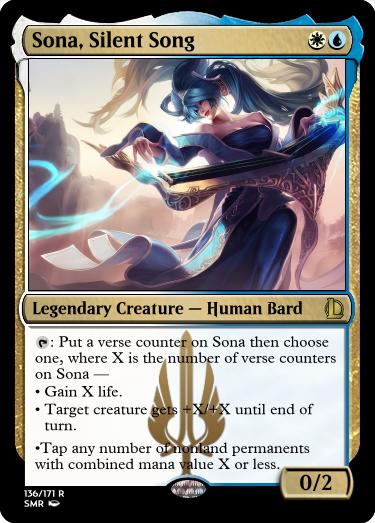 Sona, Silent Song
Legendary Creature — Human Bard
: Put a verse counter on Sona then choose
one, where X is the number of verse counters
on Sona —
• Gain X life.
• Target creature gets +X/+X until end of
turn.
•Tap any number of nonland permanents
with combined mana value X or less.
0/2
136/171 R
SMR